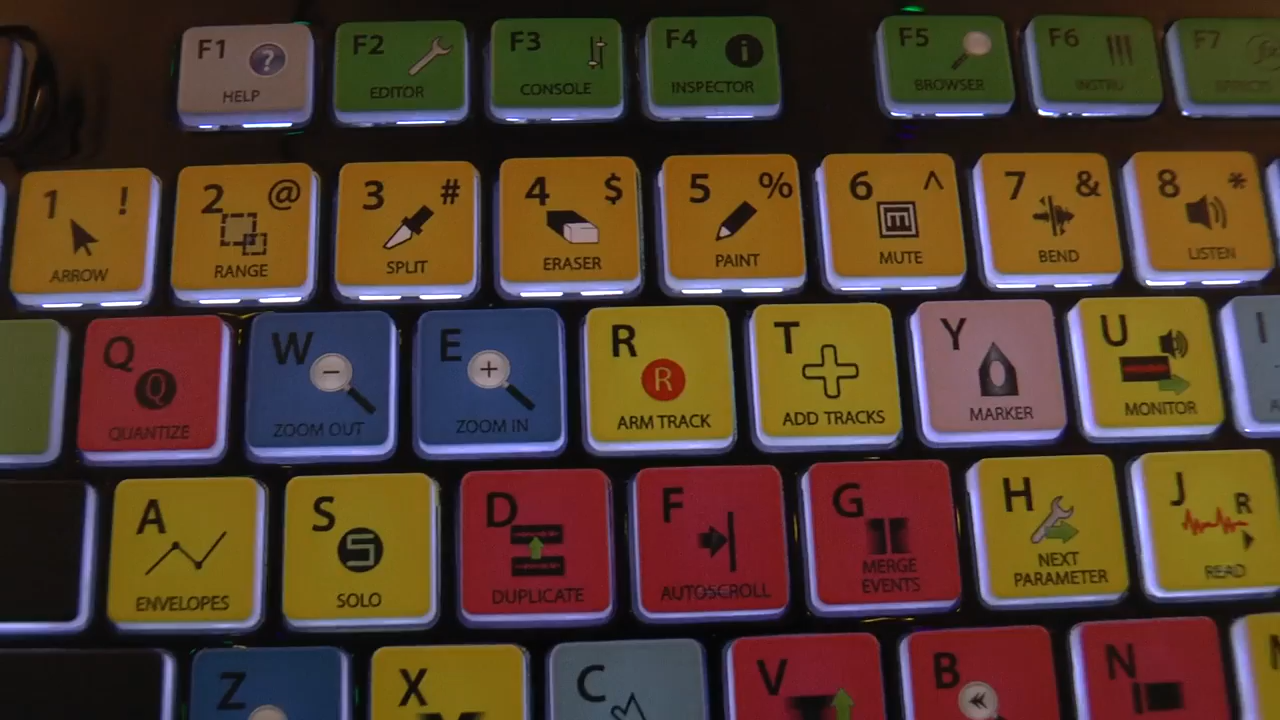 F1 F2 F3 F4 F5 F6 F7
HELP EDITOR CONSOLE INSPECTOR BROWSER INSTRU
1 ! 2 @ 3 # 4 $ 5 % 6 ^ 7 & 8 *
ARROW RANGE SPLIT ERASER PAINT MUTE BEND LISTEN
Q W E R T Y U I
Q R
QUANTIZE ZOOM OUT ZOOM IN ARM TRACK ADD TRACKS MARKER MONITOR
A S D F G H J R
S
ENVELOPES SOLO DUPLICATE AUTOSCROLL MERGE EVENTS NEXT PARAMETER READ
Z X C V B N